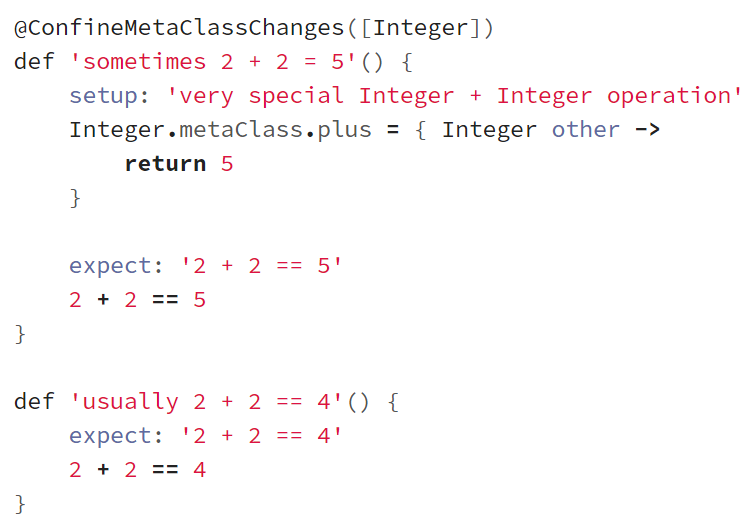 @ConfineMetaClassChanges([Integer])
def 'sometimes 2 + 2 = 5'() {
    setup: 'very special Integer + Integer operation'
    Integer.metaClass.plus = { Integer other ->
        return 5
    }

    expect: '2 + 2 == 5'
    2 + 2 == 5
}

def 'usually 2 + 2 == 4'() {
    expect: '2 + 2 == 4'
    2 + 2 == 4
}